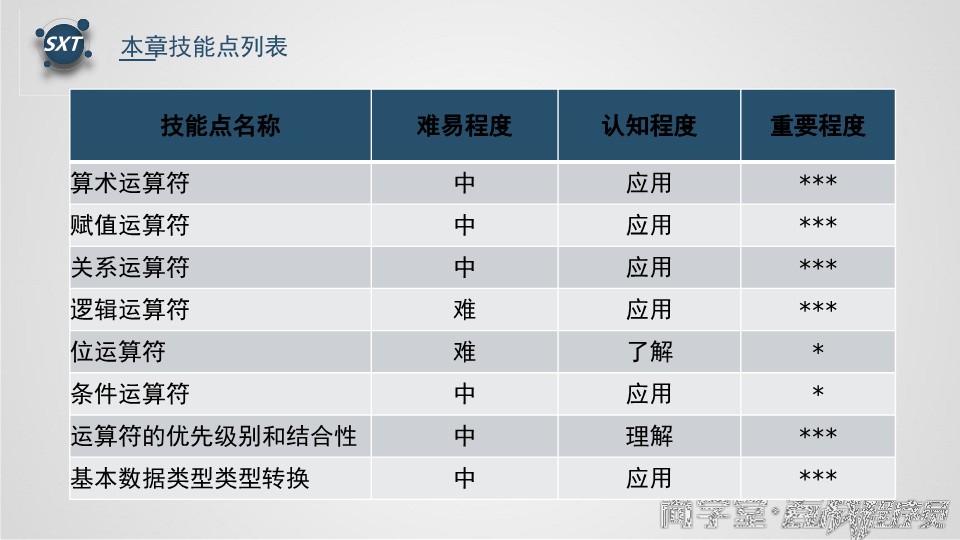 SXT
本章技能点列表
技能点名称 难易程度 认知程度 重要程度
算术运算符 中 应用 ***
赋值运算符 中 应用 ***
关系运算符 中 应用 ***
逻辑运算符 难 应用 ***
位运算符 难 了解 *
条件运算符 中 应用 *
运算符的优先级别和结合性 中 理解 ***
基本数据类型类型转换 中 应用 ***